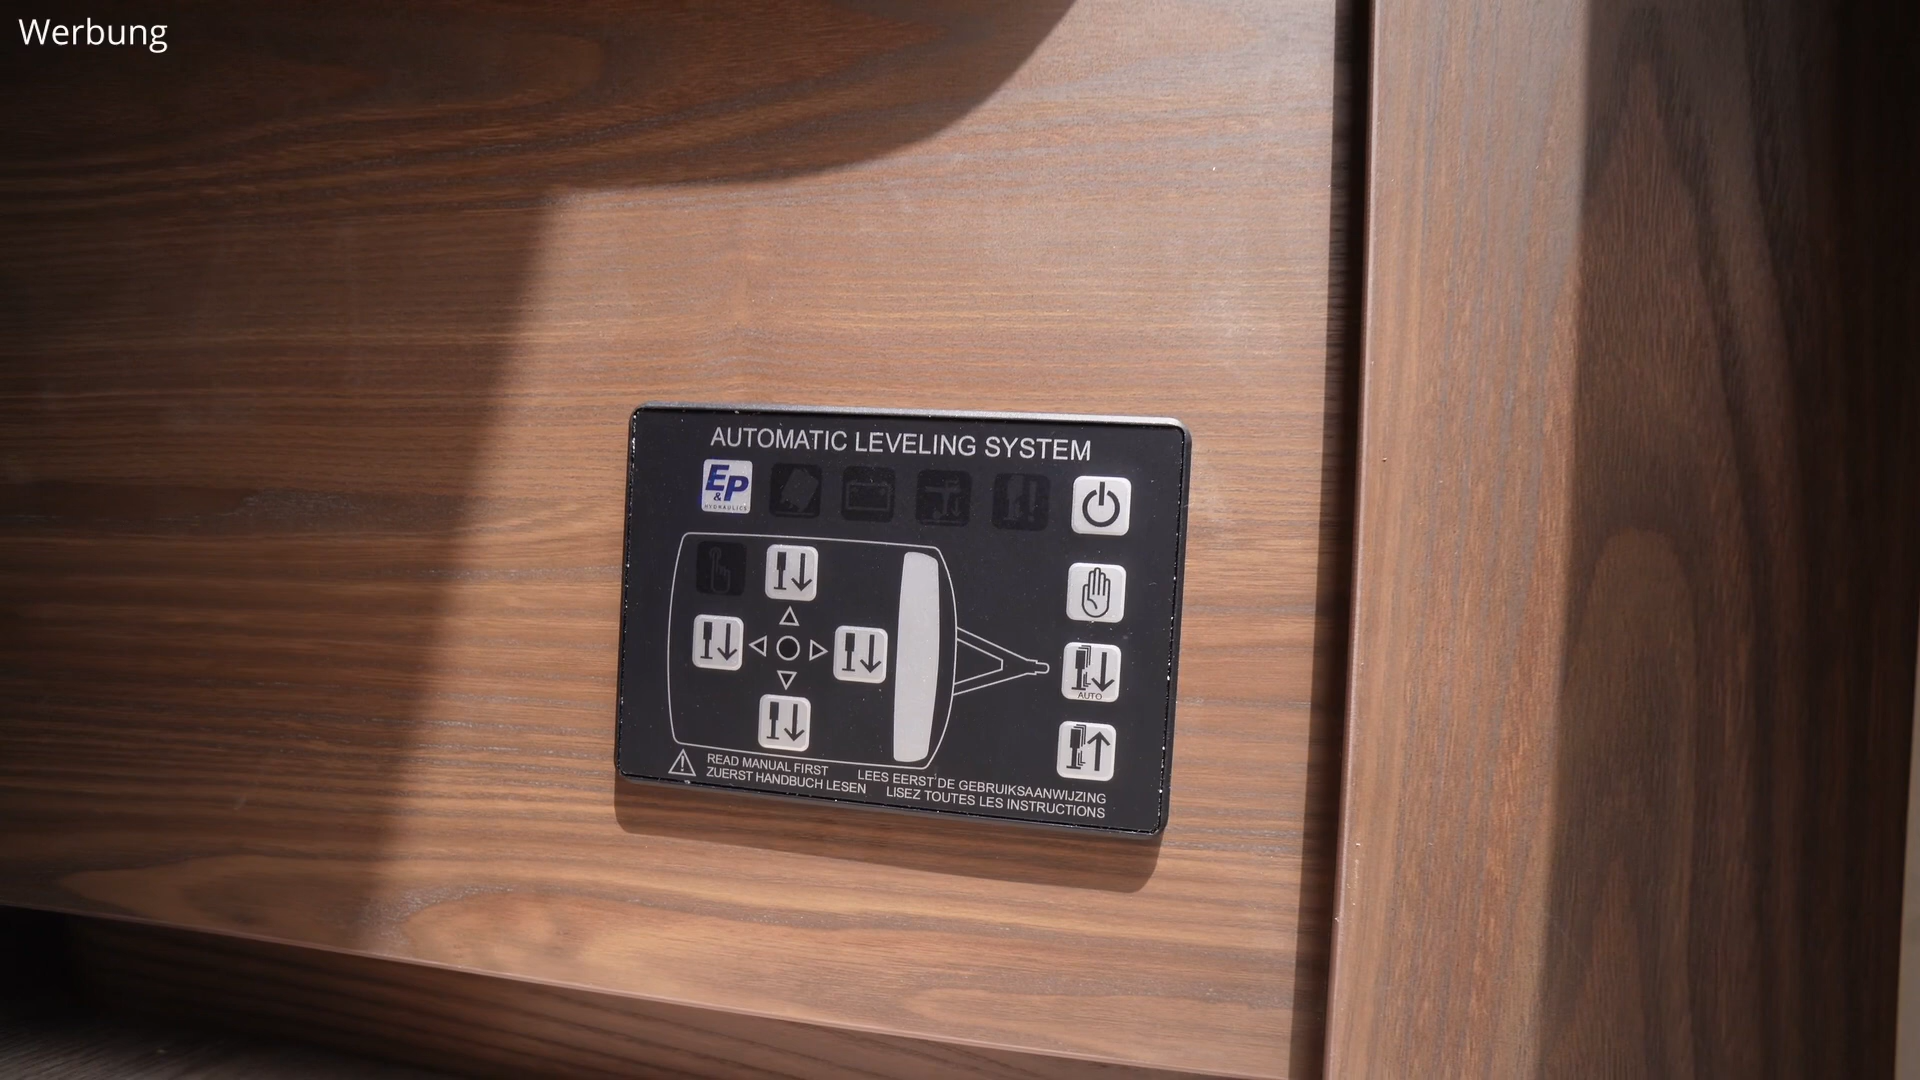 Werbung
AUTOMATIC LEVELING SYSTEM
E&P
HYDRAULICS
AUTO
READ MANUAL FIRST
ZUERST HANDBUCH LESEN
LEES EERST DE GEBRUIKSAANWIJZING
LISEZ TOUTES LES INSTRUCTIONS